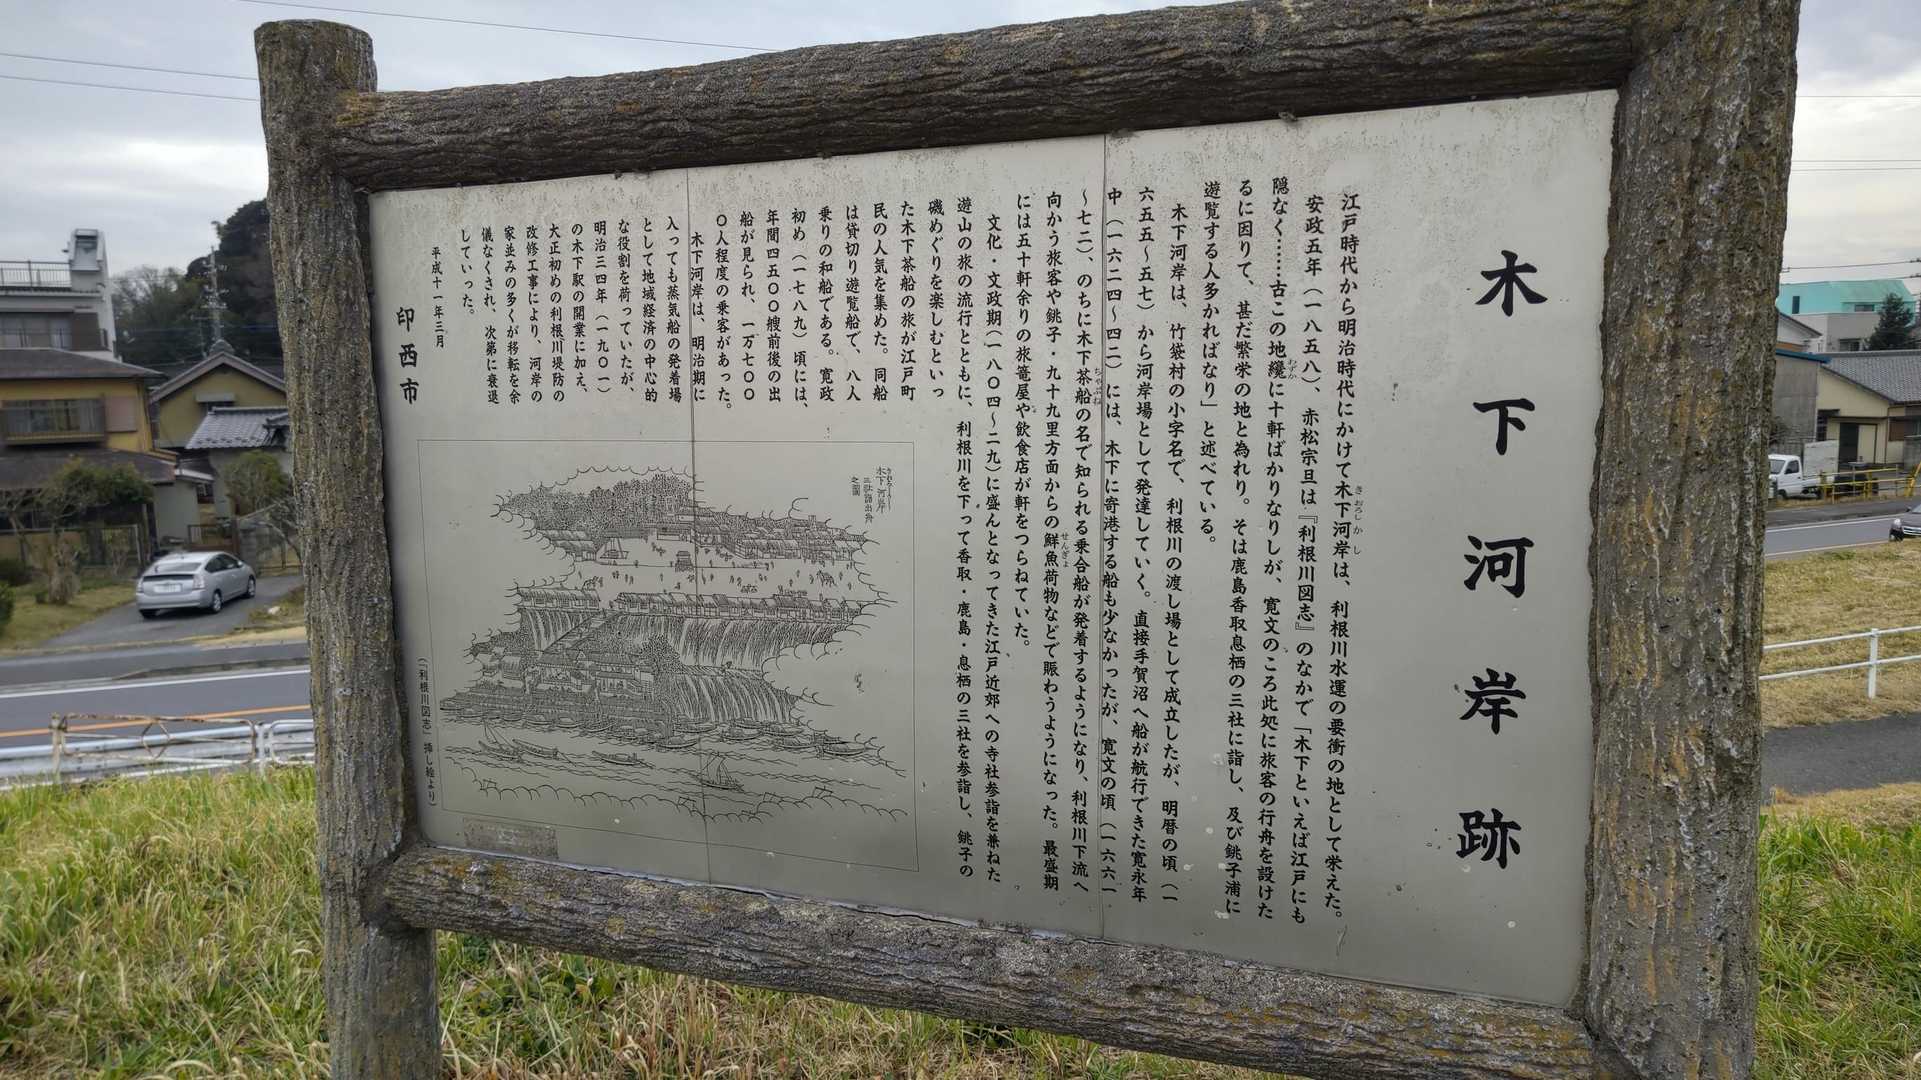 木下河岸跡
江戸時代から明治時代にかけて木下河岸は、利根川水運の要衝の地として栄えた。
きおろしかし
安政五年（一八五八）、赤松宗旦は『利根川図志』のなかで「木下といえば江戸にも
隠なく……古この地纔に十軒ばかりなりしが、寛文のころ此処に旅客の行舟を設けた
わずか
るに因りて、甚だ繁栄の地と為れり。そは鹿島香取息栖の三社に詣し、及び銚子浦に
遊覧する人多かればなり」と述べている。
木下河岸は、竹袋村の小字名で、利根川の渡し場として成立したが、明暦の頃（一
六五五〜五七）から河岸場として発達していく。直接手賀沼へ船が航行できた寛永年
中（一六二四〜四二）には、木下に寄港する船も少なかったが、寛文の頃（一六六一
〜七二）、のちに木下茶船の名で知られる乗合船が発着するようになり、利根川下流へ
ちゃぶね
向かう旅客や銚子・九十九里方面からの鮮魚荷物などで賑わうようになった。最盛期
せんぎょ
には五十軒余りの旅篭屋や飲食店が軒をつらねていた。
文化・文政期（一八〇四〜二九）に盛んとなってきた江戸近郊への寺社参詣を兼ねた
遊山の旅の流行とともに、利根川を下って香取・鹿島・息栖の三社を参詣し、銚子の
磯めぐりを楽しむといっ
た木下茶船の旅が江戸町
民の人気を集めた。同船
は貸切り遊覧船で、八人
乗りの和船である。寛政
初め（一七八九）頃には、
年間四五〇〇艘前後の出
船が見られ、一万七〇〇
〇人程度の乗客があった。
木下河岸は、明治期に
入っても蒸気船の発着場
として地域経済の中心的
な役割を荷っていたが、
明治三四年（一九〇一）
の木下駅の開業に加え、
大正初めの利根川堤防の
改修工事により、河岸の
家並みの多くが移転を余
儀なくされ、次第に衰退
していった。
平成十一年三月
印西市
木下河岸
三社詣出舟
之図
（『利根川図志』挿し絵より）